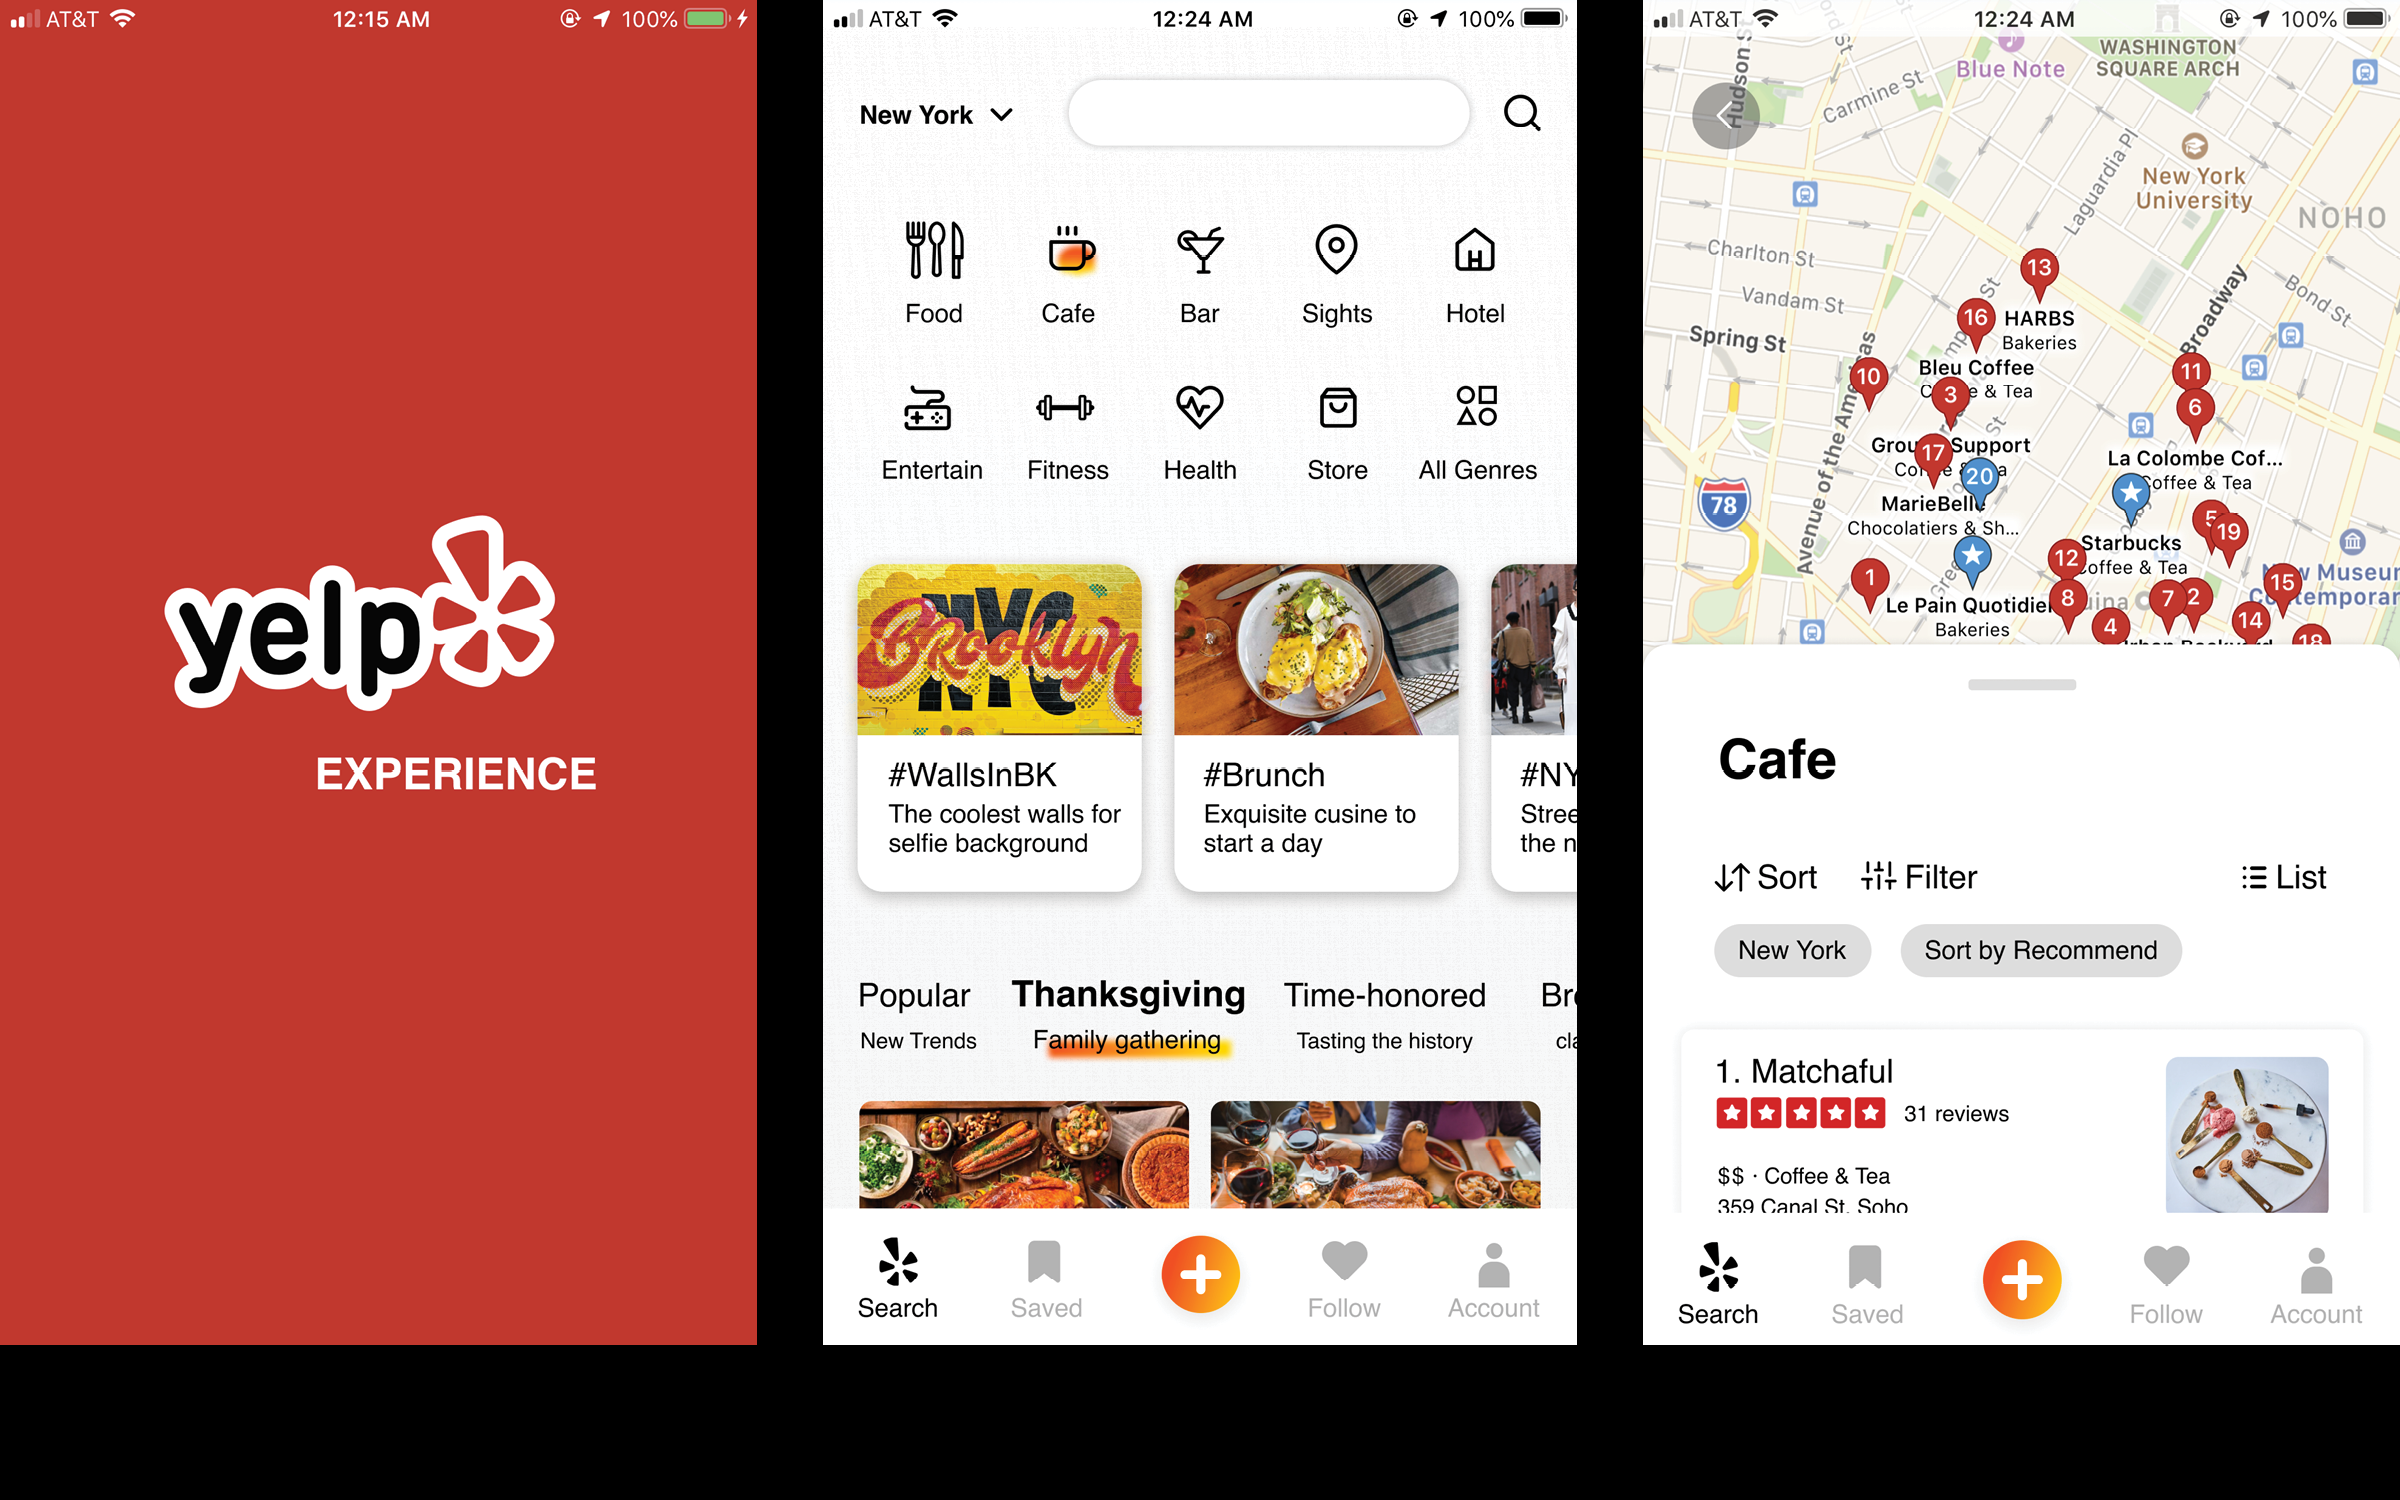 AT&T 12:15 AM 100%
yelp
EXPERIENCE
AT&T 12:24 AM 100%
New York
Food Cafe Bar Sights Hotel
Entertain Fitness Health Store All Genres
NYC
Brooklyn
#WallsInBK
The coolest walls for
selfie background
#Brunch
Exquisite cusine to
start a day
#NY
Stree
the n
Popular Thanksgiving Time-honored Bre
New Trends Family gathering Tasting the history cla
Search Saved Follow Account
AT&T 12:24 AM 100%
WASHINGTON
SQUARE ARCH
Blue Note
Hudson St
Carmine St
Laguardia Pl
New York
University
NOHO
Charlton St
Vandam St
Spring St
Broadway
Bond St
13
16
HARBS
Bakeries
Bleu Coffee
& Tea
10
3
11
6
Avenue of the Americas
Support
17
20
La Colombe Cof...
Coffee & Tea
78
MarieBelle
Chocolatiers & Sh...
5
19
Starbucks
Coffee & Tea
12
1
Le Pain Quotidien
Bakeries
8
7
2
15
4
14
18
Cafe
Sort Filter List
New York Sort by Recommend
1. Matchaful
31 reviews
$$ · Coffee & Tea
359 Canal St, Soho
Search Saved Follow Account